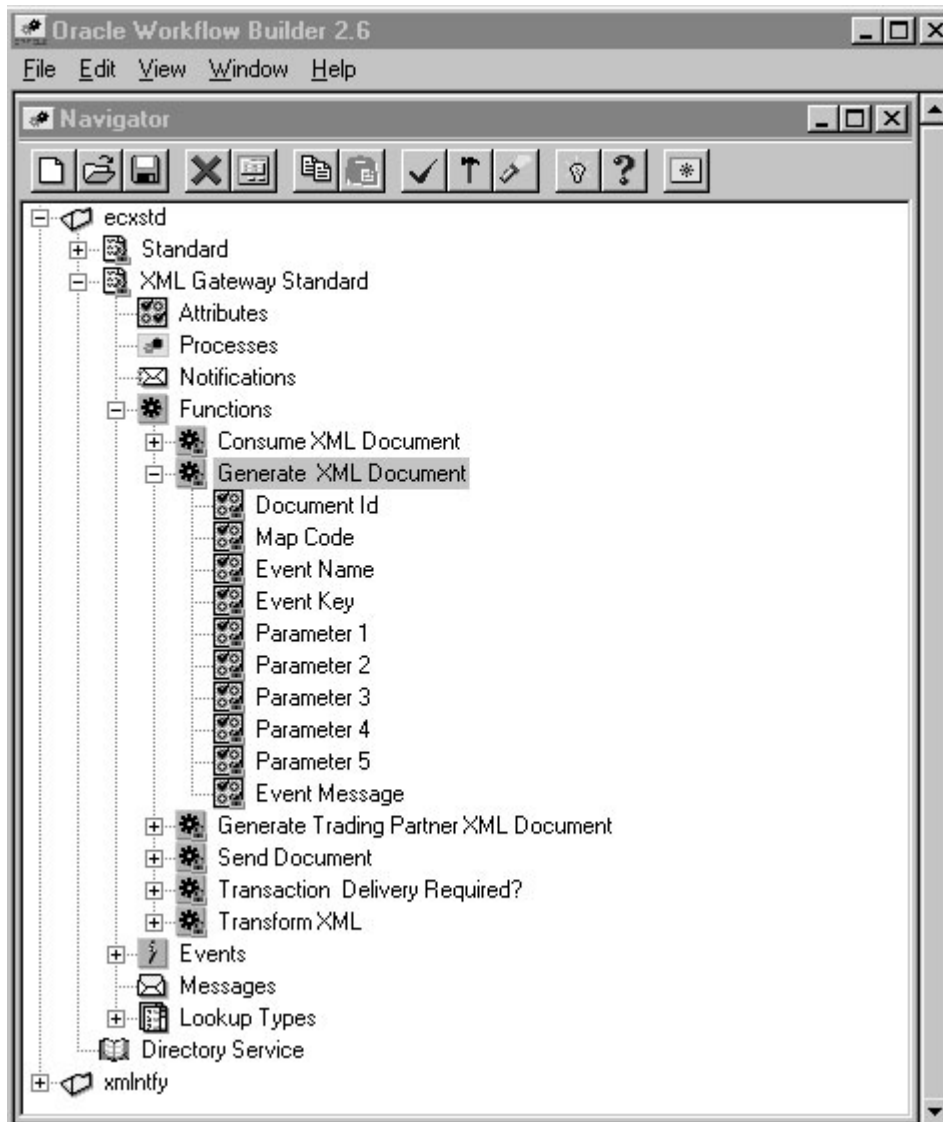 Oracle Workflow Builder 2.6
File Edit View Window Help
Navigator
ecxstd
Standard
XML Gateway Standard
Attributes
Processes
Notifications
Functions
Consume XML Document
Generate XML Document
Document Id
Map Code
Event Name
Event Key
Parameter 1
Parameter 2
Parameter 3
Parameter 4
Parameter 5
Event Message
Generate Trading Partner XML Document
Send Document
Transaction Delivery Required?
Transform XML
Events
Messages
Lookup Types
Directory Service
xmlntfy